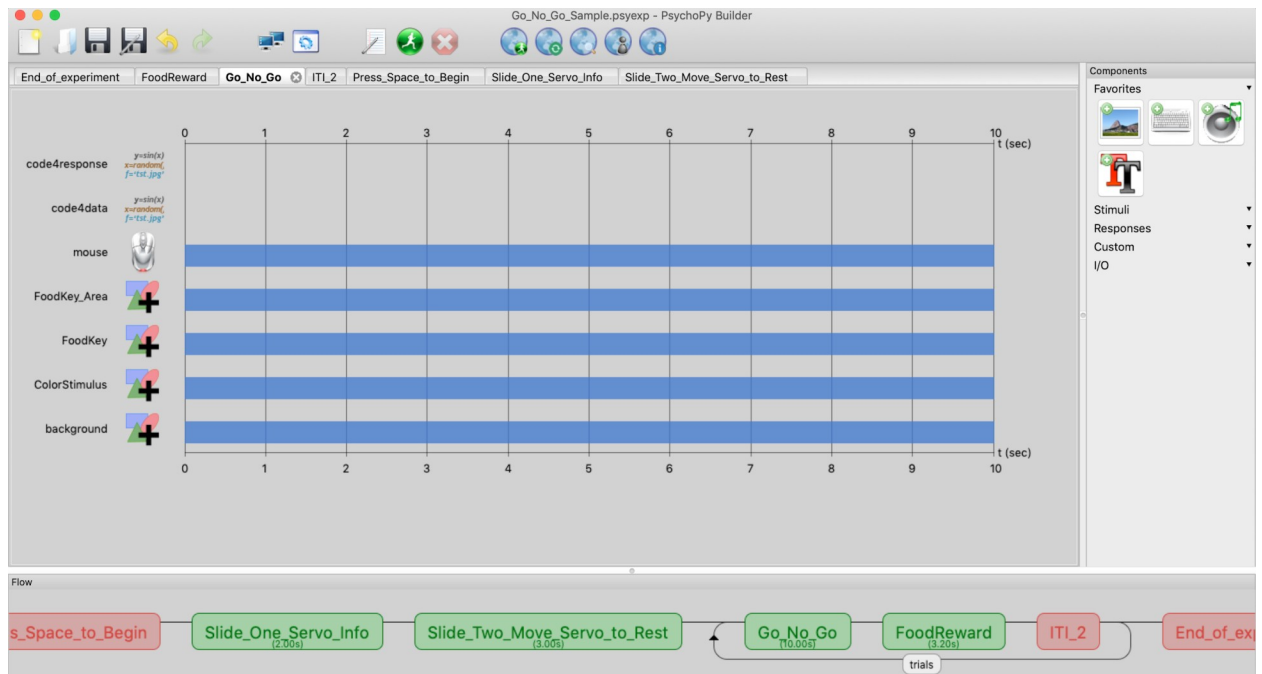 Go_No_Go_Sample.psyexp - PsychoPy Builder
End_of_experiment FoodReward Go_No_Go ITI_2 Press_Space_to_Begin Slide_One_Servo_Info Slide_Two_Move_Servo_to_Rest
0 1 2 3 4 5 6 7 8 9 10
t (sec)
code4response
y=sin(x)
x=random(,
f='tst.jpg'
code4data
y=sin(x)
x=random(,
f='tst.jpg'
mouse
FoodKey_Area
FoodKey
ColorStimulus
background
t (sec)
0 1 2 3 4 5 6 7 8 9 10
Components
Favorites
T T
Stimuli
Responses
Custom
I/O
Flow
s_Space_to_Begin
Slide_One_Servo_Info
(2.00s)
Slide_Two_Move_Servo_to_Rest
(3.00s)
Go_No_Go
(10.00s)
FoodReward
(3.20s)
ITI_2
End_of_ex
trials